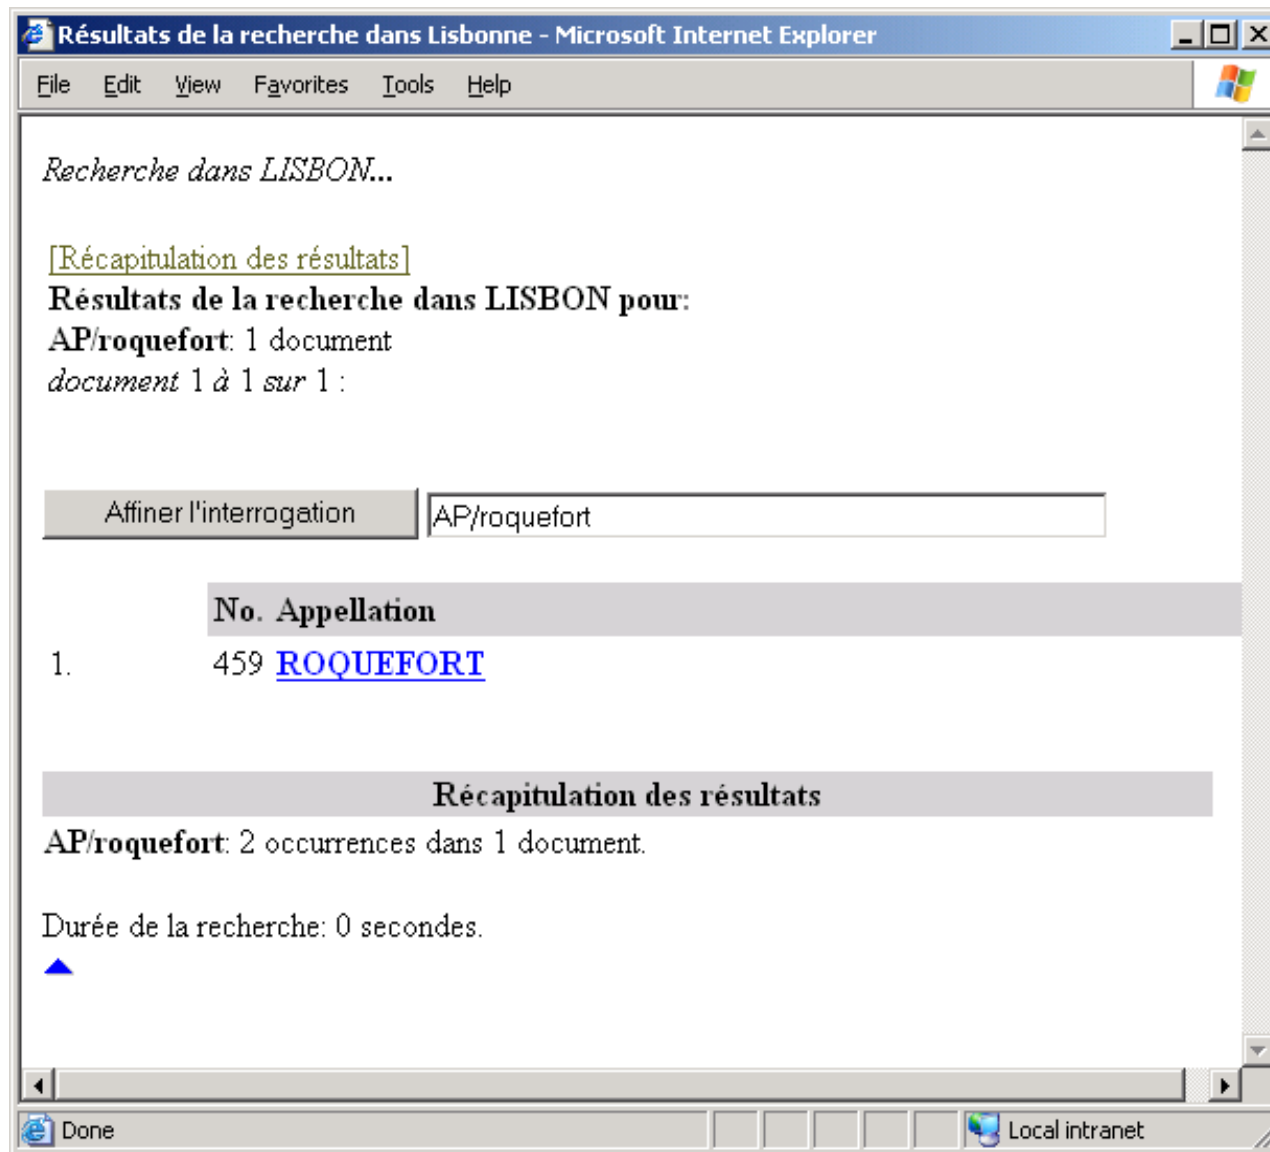 Résultats de la recherche dans Lisbonne - Microsoft Internet Explorer
File Edit View Favorites Tools Help
Recherche dans LISBON...
[Récapitulation des résultats]
Résultats de la recherche dans LISBON pour:
AP/roquefort: 1 document
document 1 à 1 sur 1 :
Affiner l'interrogation AP/roquefort
No. Appellation
1. 459 ROQUEFORT
Récapitulation des résultats
AP/roquefort: 2 occurrences dans 1 document.
Durée de la recherche: 0 secondes.
Done Local intranet